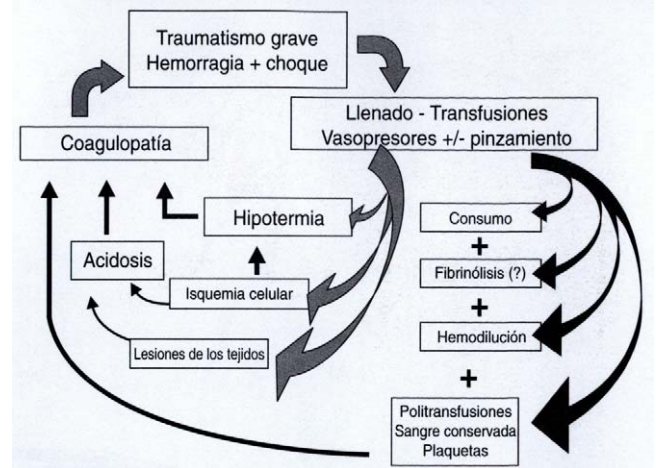 Traumatismo grave
Hemorragia + choque
Llenado - Transfusiones
Vasopresores +/- pinzamiento
Coagulopatía
Hipotermia
Consumo
+
Acidosis
Fibrinólisis (?)
Isquemia celular
+
Hemodilución
Lesiones de los tejidos
+
Politransfusiones
Sangre conservada
Plaquetas